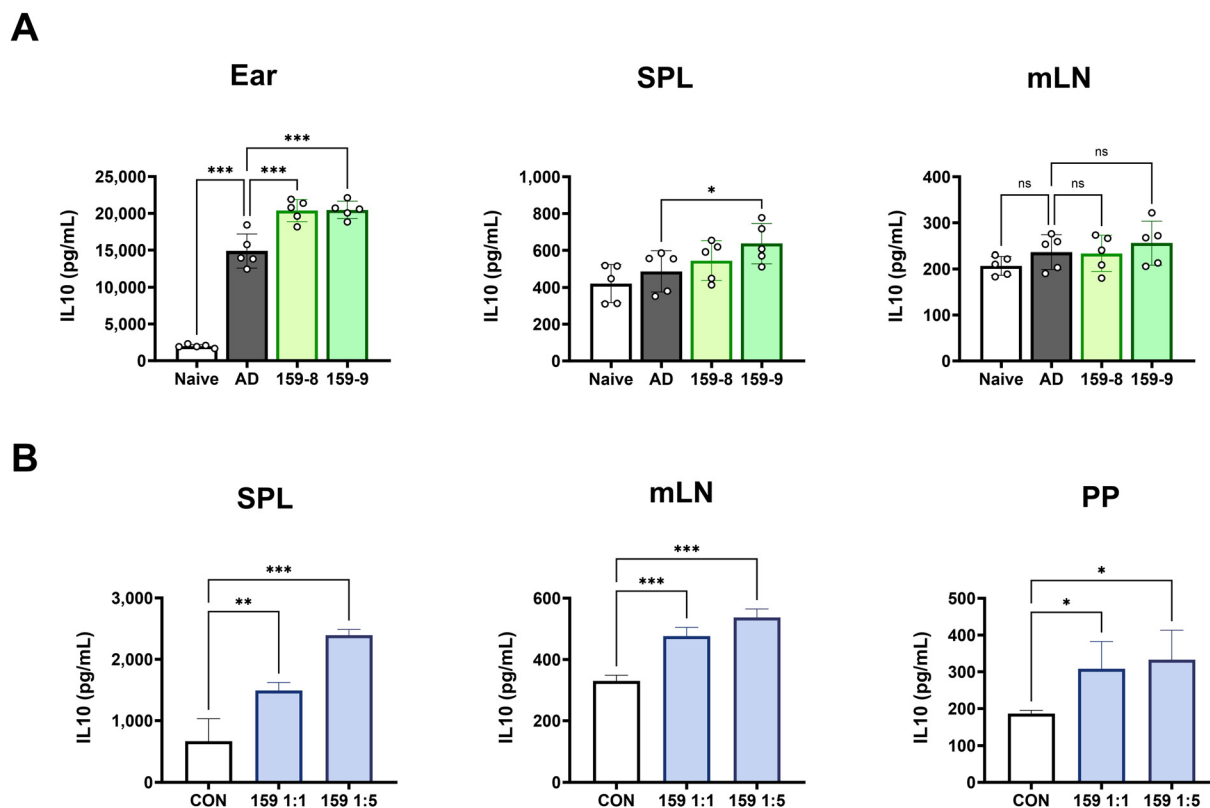 A
Ear
SPL
mLN
***
***
***
25,000
20,000
15,000
10,000
5,000
0
IL10 (pg/mL)
Naive AD 159-8 159-9
*
1,000
800
600
400
200
0
IL10 (pg/mL)
Naive AD 159-8 159-9
ns
ns
ns
400
300
200
100
0
IL10 (pg/mL)
Naive AD 159-8 159-9
B
SPL
mLN
PP
***
**
3,000
2,000
1,000
0
IL10 (pg/mL)
CON 159 1:1 159 1:5
***
***
600
400
200
0
IL10 (pg/mL)
CON 159 1:1 159 1:5
*
*
500
400
300
200
100
0
IL10 (pg/mL)
CON 159 1:1 159 1:5